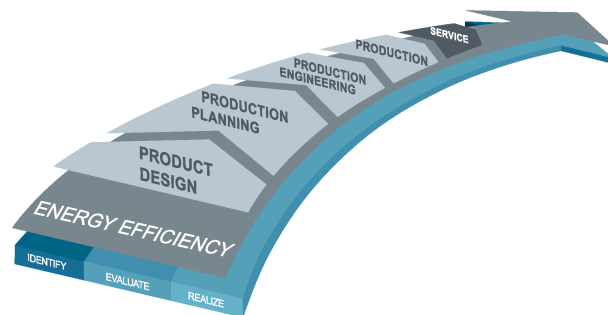 SERVICE
PRODUCTION
PRODUCTION
ENGINEERING
PRODUCTION
PLANNING
PRODUCT
DESIGN
ENERGY EFFICIENCY
IDENTIFY
EVALUATE
REALIZE